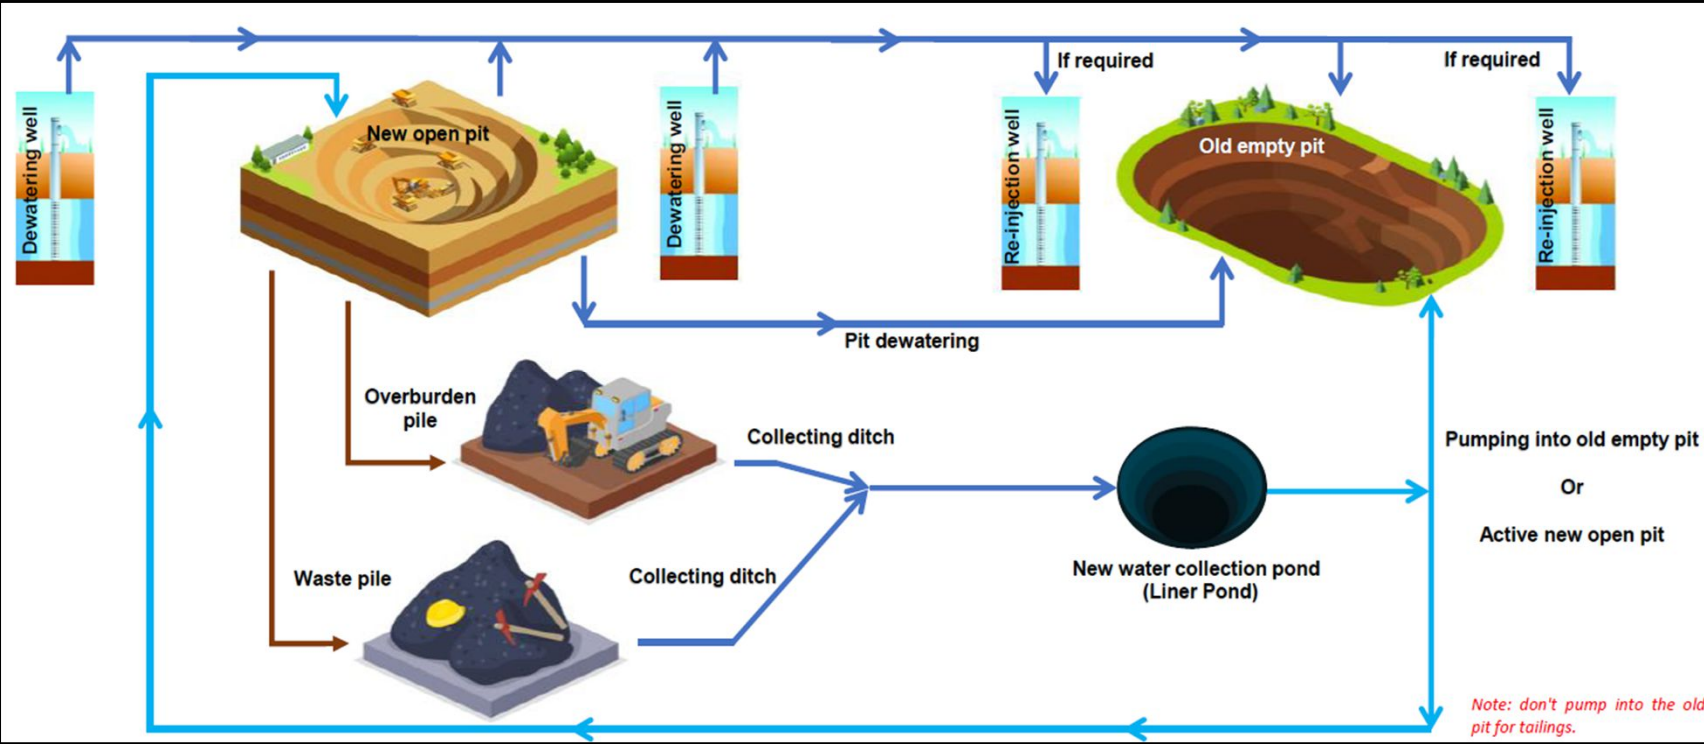 If required
If required
Dewatering well
New open pit
Dewatering well
Re-injection well
Old empty pit
Re-injection well
Pit dewatering
Overburden
pile
Collecting ditch
Pumping into old empty pit
Or
Active new open pit
Waste pile
Collecting ditch
New water collection pond
(Liner Pond)
Note: don't pump into the old
pit for tailings.